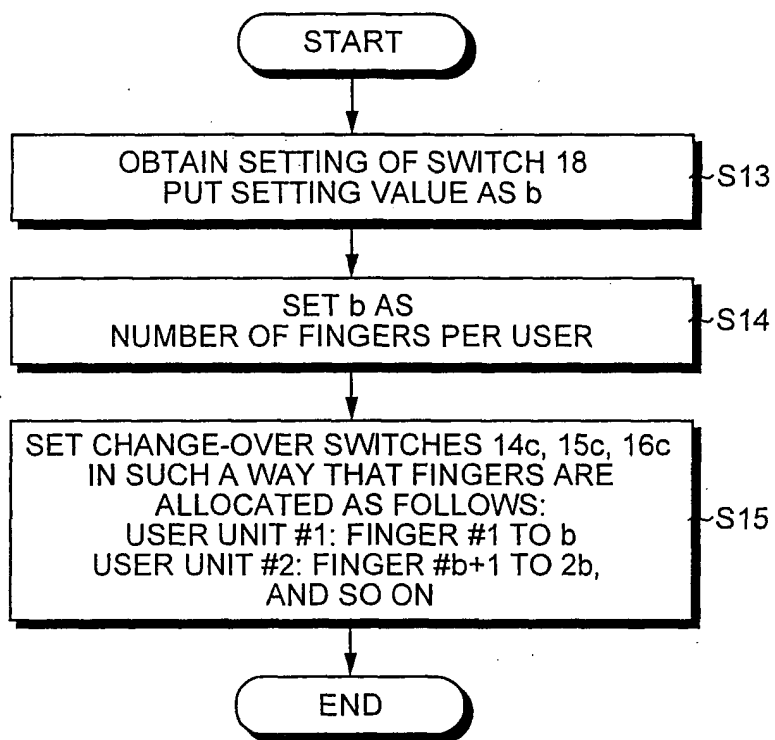 START
OBTAIN SETTING OF SWITCH 18
PUT SETTING VALUE AS b
S13
SET b AS
NUMBER OF FINGERS PER USER
S14
SET CHANGE-OVER SWITCHES 14c, 15c, 16c
IN SUCH A WAY THAT FINGERS ARE
ALLOCATED AS FOLLOWS:
USER UNIT #1: FINGER #1 TO b
USER UNIT #2: FINGER #b+1 TO 2b,
AND SO ON
S15
END